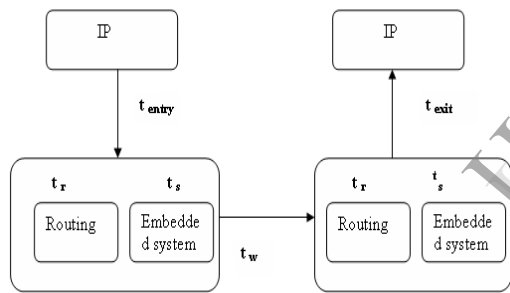 IP
IP
t entry
t exit
t r
t s
t r
t s
Routing
Embedde
d system
Routing
Embedde
d system
t w